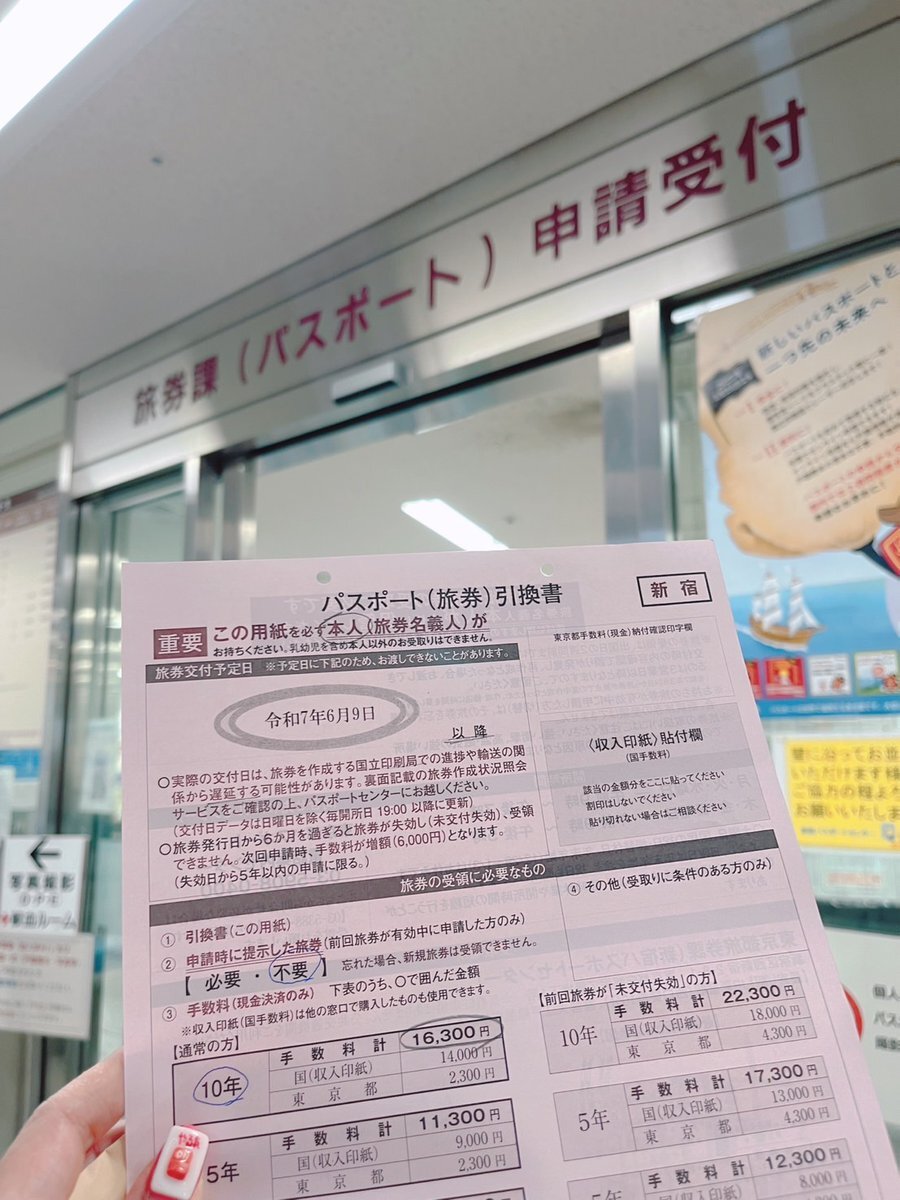 旅券課（パスポート）申請受付
新しいパスポートと
一つ先の未来へ
パスポート（旅券）引換書
新宿
重要 この用紙を必ず本人（旅券名義人）が
お持ちください。乳幼児を含め本人以外のお受取りはできません。
旅券交付予定日 ※予定日に下記のため、お渡しできないことがあります。
令和7年6月9日
以降
○実際の交付日は、旅券を作成する国立印刷局での進捗や輸送の関
係から遅延する可能性があります。裏面記載の旅券作成状況照会
サービスをご確認の上、パスポートセンターにお越しください。
（交付日データは日曜日を除く毎開所日 19:00 以降に更新）
○旅券発行日から6か月を過ぎると旅券が失効し（未交付失効）、受領
できません。次回申請時、手数料が増額（6,000円）となります。
（失効日から5年以内の申請に限る。）
東京都手数料（現金）納付確認印字欄
〈収入印紙〉貼付欄
（国手数料）
該当の金額分をここに貼ってください
割印はしないでください
貼り切れない場合はご相談ください
旅券の受領に必要なもの
① 引換書（この用紙）
② 申請時に提示した旅券（前回旅券が有効中に申請した方のみ）
【 必要 ・ 不要 】 忘れた場合、新規旅券は受領できません。
③ 手数料（現金決済のみ） 下表のうち、○で囲んだ金額
※収入印紙（国手数料）は他の窓口で購入したものも使用できます。
④ その他（受取りに条件のある方のみ）
【通常の方】
10年
手数料計 16,300円
国（収入印紙） 14,000円
東京都 2,300円
5年
手数料計 11,300円
国（収入印紙） 9,000円
東京都 2,300円
【前回旅券が「未交付失効」の方】
10年
手数料計 22,300円
国（収入印紙） 18,000円
東京都 4,300円
5年
手数料計 17,300円
国（収入印紙） 13,000円
東京都 4,300円
手数料計 12,300円
国（収入印紙） 8,000円
写真撮影
OPE
←
壁に沿ってお並
いただけます様
ご協力の程よ
お願いいたしま
個人
パス